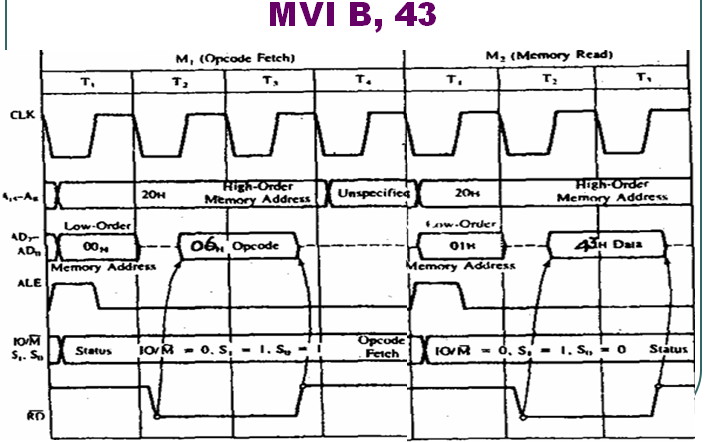 MVI B, 43
M₁ (Opcode Fetch) M₂ (Memory Read)
T₁ T₂ T₃ T₄ T₁ T₂ T₃
CLK
20H High-Order Memory Address Unspecified 20H High-Order Memory Address
Low-Order Low-Order
AD₇– AD₀ 00H 06H Opcode 01H 43H Data
Memory Address Memory Address
ALE
IO/M̅ S₁, S₀ Status IO/M̅ = 0, S₁ = 1, S₀ = 1 Opcode Fetch IO/M̅ = 0, S₁ = 1, S₀ = 0 Status
R̅D̅